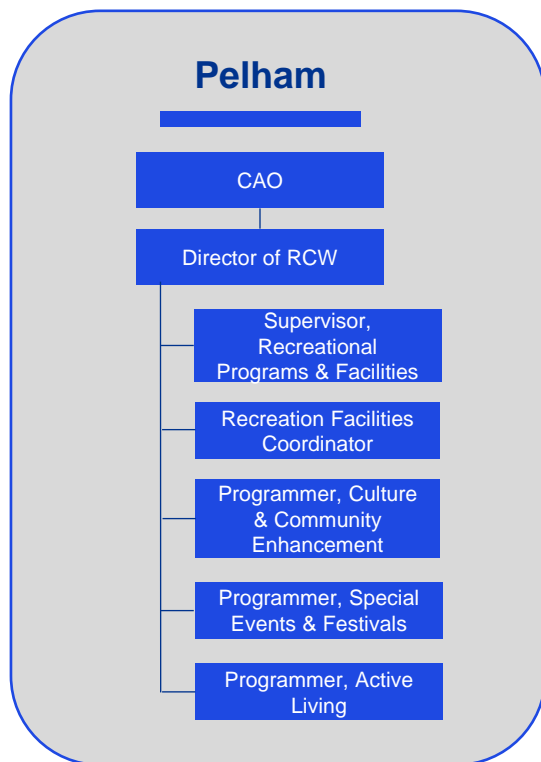 Pelham
CAO
Director of RCW
Supervisor,
Recreational
Programs & Facilities
Recreation Facilities
Coordinator
Programmer, Culture
& Community
Enhancement
Programmer, Special
Events & Festivals
Programmer, Active
Living